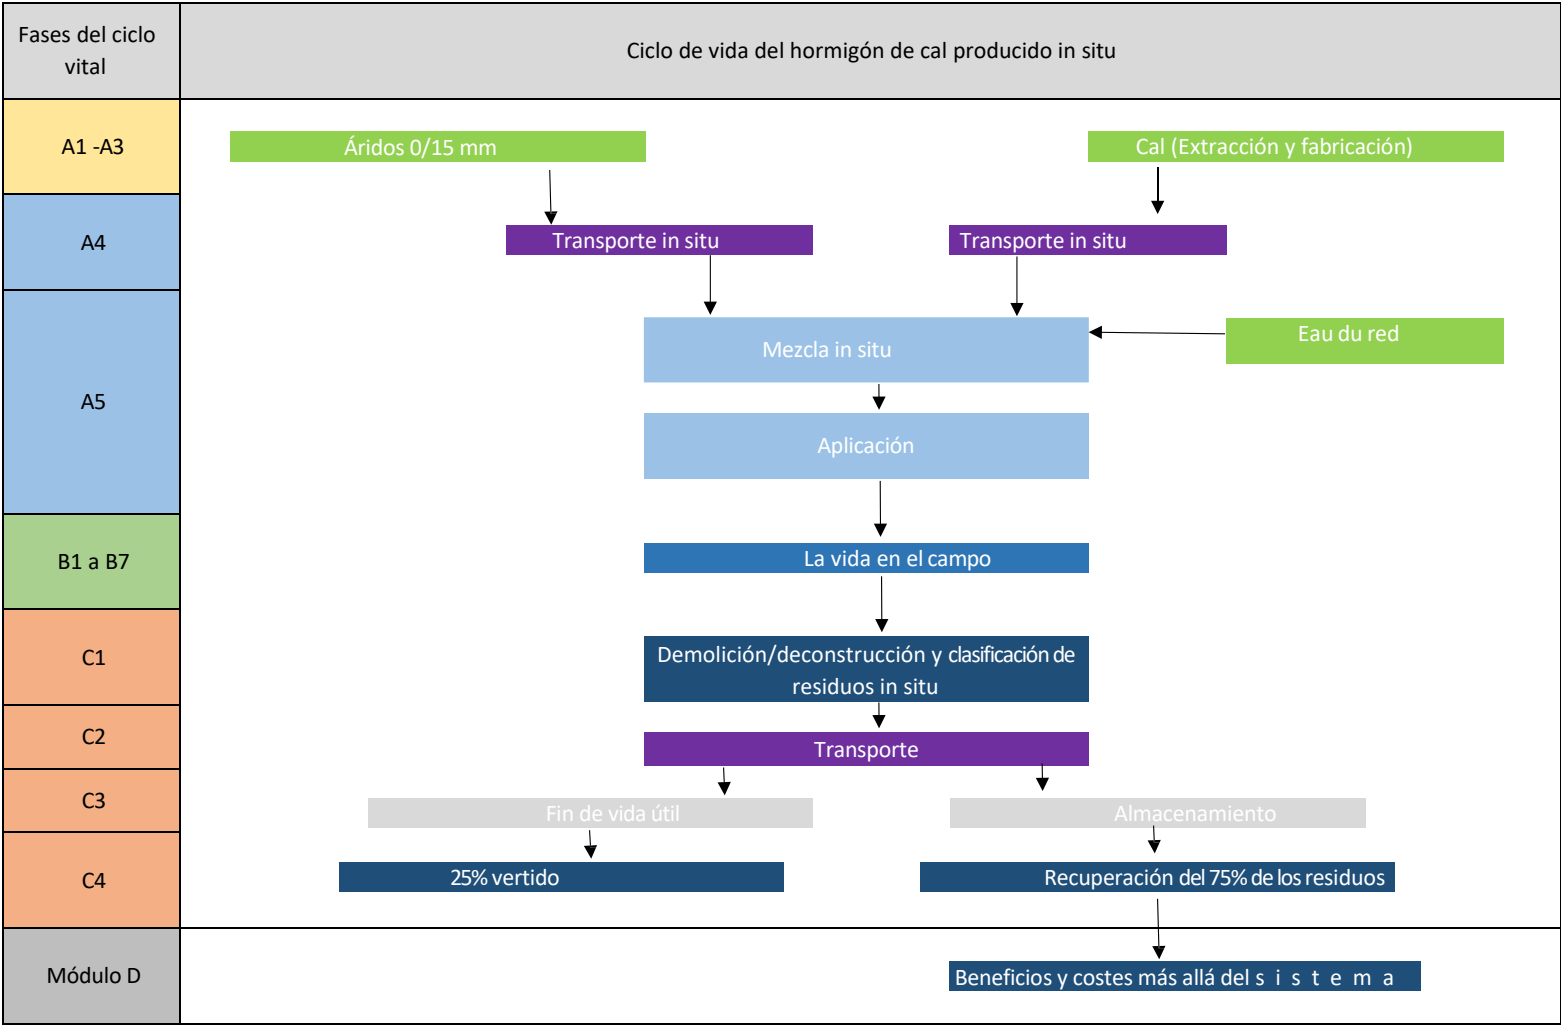 Fases del ciclo
vital
Ciclo de vida del hormigón de cal producido in situ
A1 -A3
Áridos 0/15 mm
Cal (Extracción y fabricación)
A4
Transporte in situ
Transporte in situ
A5
Mezcla in situ
Eau du red
Aplicación
B1 a B7
La vida en el campo
C1
Demolición/deconstrucción y clasificación de
residuos in situ
C2
Transporte
C3
Fin de vida útil
Almacenamiento
C4
25% vertido
Recuperación del 75% de los residuos
Módulo D
Beneficios y costes más allá del s i s t e m a